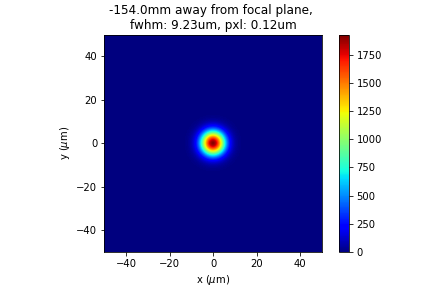 -154.0mm away from focal plane,
fwhm: 9.23um, pxl: 0.12um
40
20
0
−20
−40
y (μm)
−40 −20 0 20 40
x (μm)
1750
1500
1250
1000
750
500
250
0